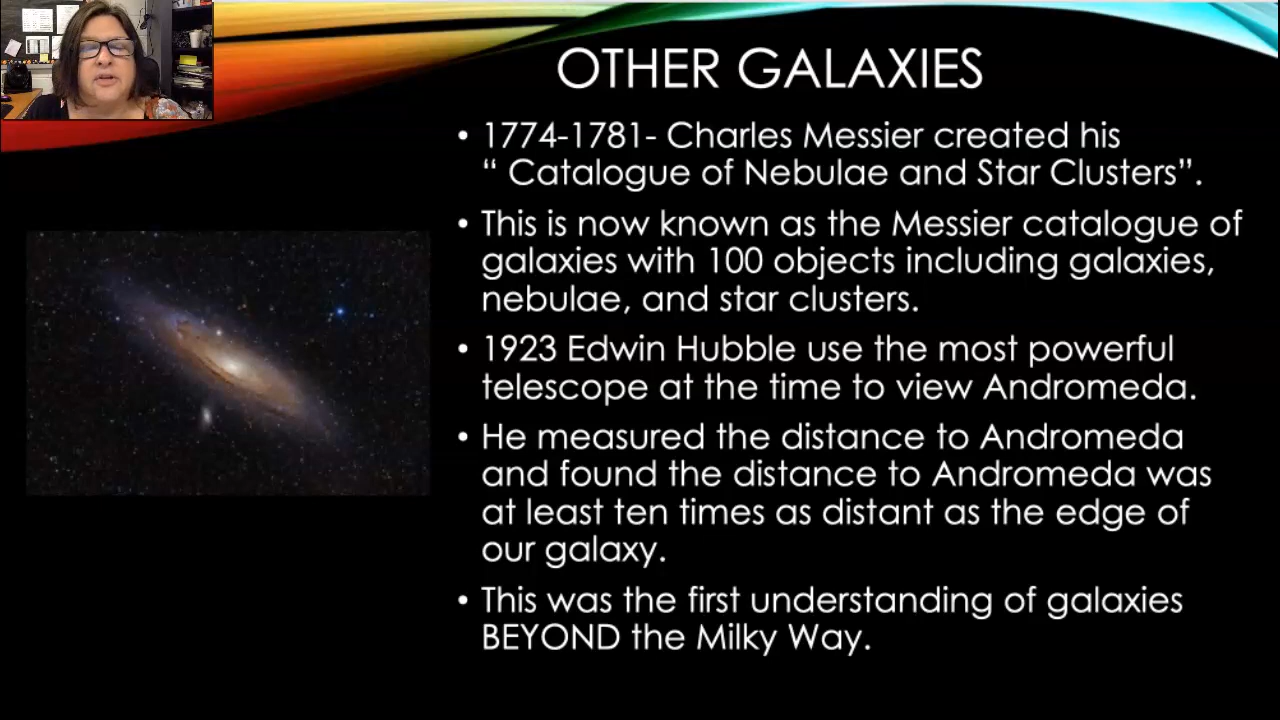 OTHER GALAXIES
• 1774-1781- Charles Messier created his
“ Catalogue of Nebulae and Star Clusters”.
• This is now known as the Messier catalogue of
galaxies with 100 objects including galaxies,
nebulae, and star clusters.
• 1923 Edwin Hubble use the most powerful
telescope at the time to view Andromeda.
• He measured the distance to Andromeda
and found the distance to Andromeda was
at least ten times as distant as the edge of
our galaxy.
• This was the first understanding of galaxies
BEYOND the Milky Way.